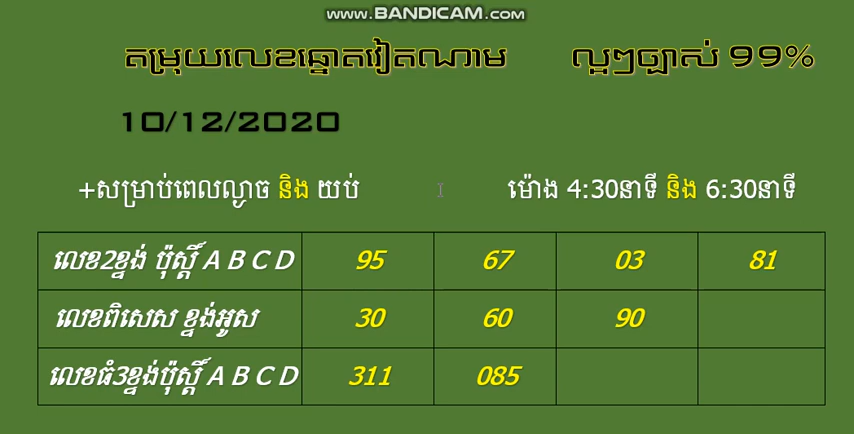 www.BANDICAM.com
តម្រុយលេខឆ្នោតវៀតណាម ល្អៗច្បាស់ 99%
10/12/2020
+សម្រាប់ពេលល្ងាច និង យប់ ម៉ោង 4:30នាទី និង 6:30នាទី
លេខ2ខ្ទង់ ប៉ុស្តិ៍ A B C D 95 67 03 81
លេខពិសេស ខ្ទង់អូស 30 60 90
លេខធំ3ខ្ទង់ប៉ុស្តិ៍ A B C D 311 085